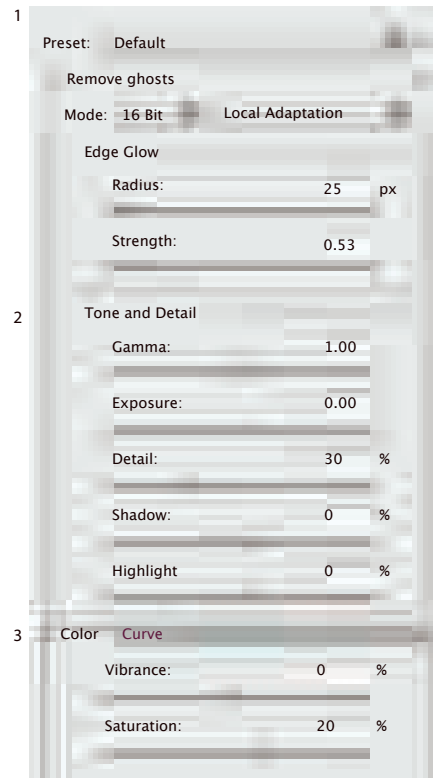 1
Preset: Default
Remove ghosts
Mode: 16 Bit Local Adaptation
Edge Glow
Radius: 25 px
Strength: 0.53
2 Tone and Detail
Gamma: 1.00
Exposure: 0.00
Detail: 30 %
Shadow: 0 %
Highlight 0 %
3 Color Curve
Vibrance: 0 %
Saturation: 20 %